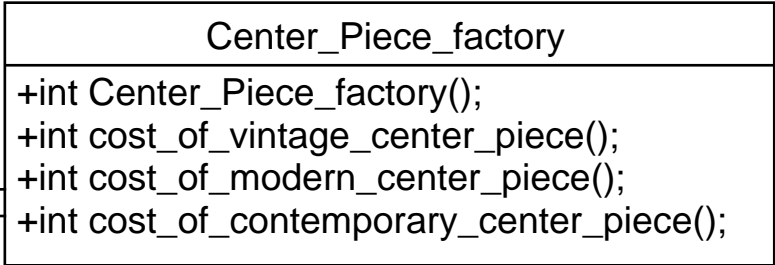 Center_Piece_factory
+int Center_Piece_factory();
+int cost_of_vintage_center_piece();
+int cost_of_modern_center_piece();
+int cost_of_contemporary_center_piece();